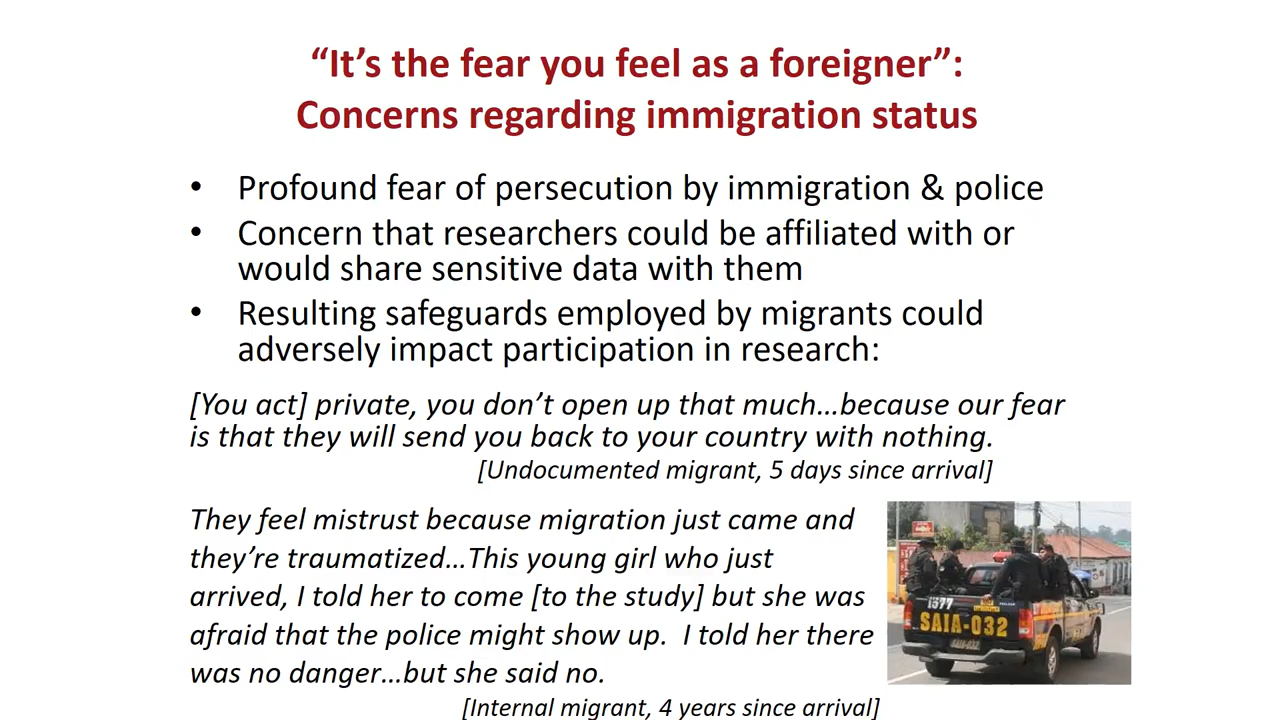 “It’s the fear you feel as a foreigner”:
Concerns regarding immigration status
• Profound fear of persecution by immigration & police
• Concern that researchers could be affiliated with or
would share sensitive data with them
• Resulting safeguards employed by migrants could
adversely impact participation in research:
[You act] private, you don’t open up that much…because our fear
is that they will send you back to your country with nothing.
[Undocumented migrant, 5 days since arrival]
They feel mistrust because migration just came and
they’re traumatized…This young girl who just
arrived, I told her to come [to the study] but she was
afraid that the police might show up.  I told her there
was no danger…but she said no.
[Internal migrant, 4 years since arrival]
1577
SAIA-032